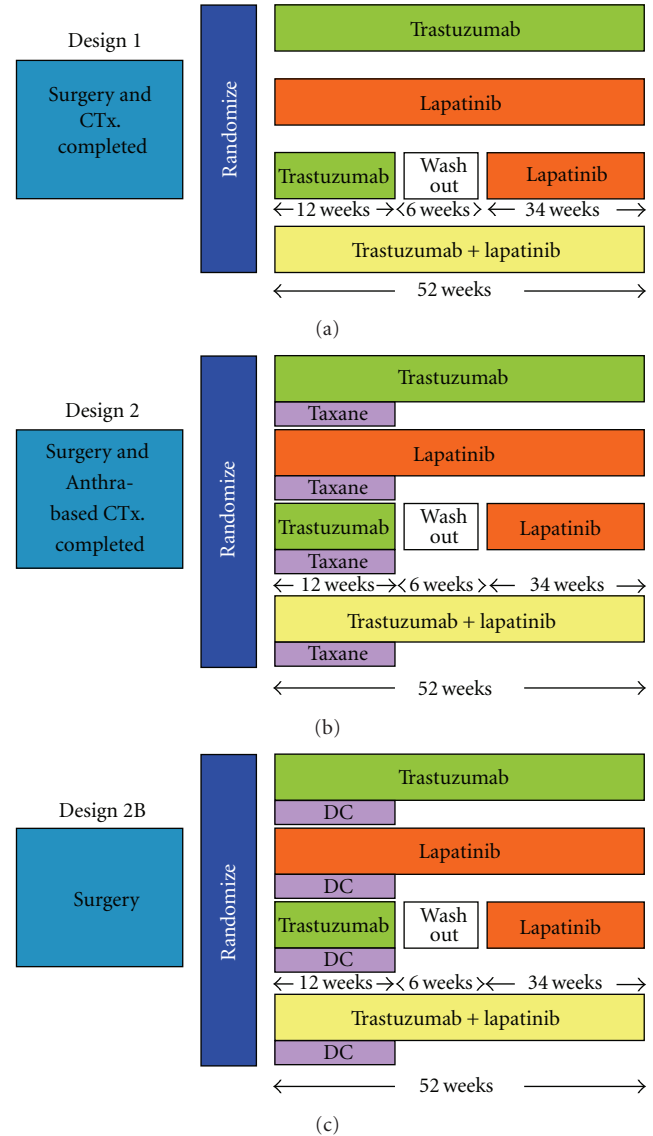 Design 1
Surgery and
CTx.
completed
Randomize
Trastuzumab
Lapatinib
Trastuzumab
Wash
out
Lapatinib
12 weeks
6 weeks
34 weeks
Trastuzumab + lapatinib
52 weeks
(a)
Design 2
Surgery and
Anthra-
based CTx.
completed
Randomize
Trastuzumab
Taxane
Lapatinib
Taxane
Trastuzumab
Wash
out
Lapatinib
Taxane
12 weeks
6 weeks
34 weeks
Trastuzumab + lapatinib
Taxane
52 weeks
(b)
Design 2B
Surgery
Randomize
Trastuzumab
DC
Lapatinib
DC
Trastuzumab
Wash
out
Lapatinib
DC
12 weeks
6 weeks
34 weeks
Trastuzumab + lapatinib
DC
52 weeks
(c)